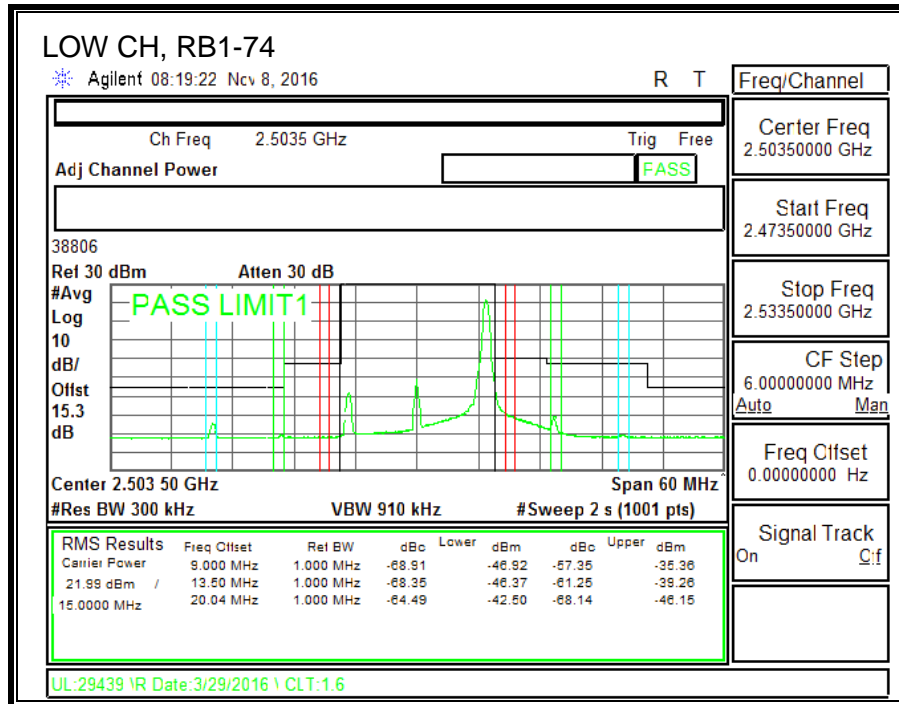 LOW CH, RB1-74
Agilent 08:19:22 Nov 8, 2016 R T
Freq/Channel
Ch Freq 2.5035 GHz Trig Free
Adj Channel Power PASS
Center Freq
2.50350000 GHz
Start Freq
2.47350000 GHz
Stop Freq
2.53350000 GHz
CF Step
6.00000000 MHz
Auto Man
Freq Offset
0.00000000 Hz
Signal Track
On Off
38806
Ref 30 dBm Atten 30 dB
#Avg
Log
10
dB/
Offst
15.3
dB
PASS LIMIT1
Center 2.503 50 GHz Span 60 MHz
#Res BW 300 kHz VBW 910 kHz #Sweep 2 s (1001 pts)
RMS Results Freq Offset Ref BW dBc Lower dBm dBc Upper dBm
Carrier Power 9.000 MHz 1.000 MHz -68.91 -46.92 -57.35 -35.36
21.99 dBm / 13.50 MHz 1.000 MHz -68.35 -46.37 -61.25 -39.26
15.0000 MHz 20.04 MHz 1.000 MHz -64.49 -42.50 -68.14 -46.15
UL:29439 \R Date:3/29/2016 \ CLT:1.6